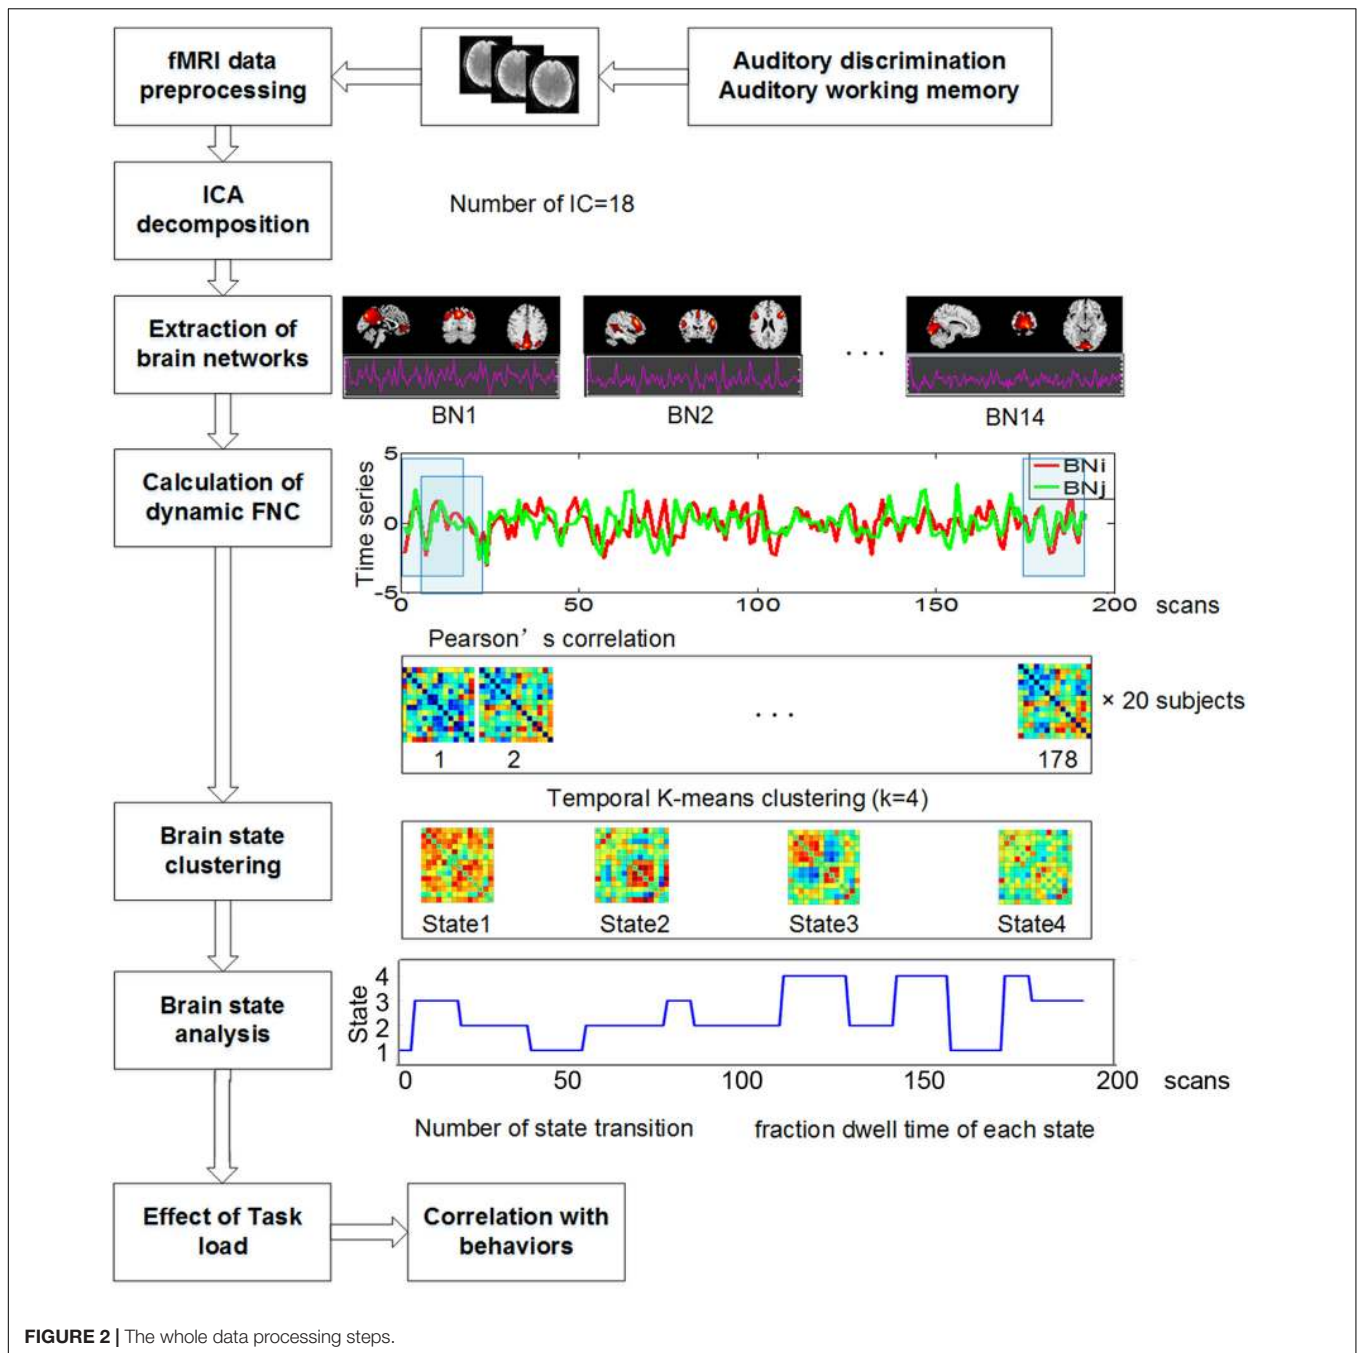 fMRI data
preprocessing
Auditory discrimination
Auditory working memory
ICA
decomposition
Number of IC=18
Extraction of
brain networks
...
BN1
BN2
BN14
Calculation of
dynamic FNC
Time series
5
0
-5
BNi
BNj
0
50
100
150
200
scans
Pearson’s correlation
1
2
...
178
× 20 subjects
Temporal K-means clustering (k=4)
Brain state
clustering
State1
State2
State3
State4
Brain state
analysis
State
4
3
2
1
0
50
100
150
200
scans
Number of state transition
fraction dwell time of each state
Effect of Task
load
Correlation with
behaviors
FIGURE 2 | The whole data processing steps.